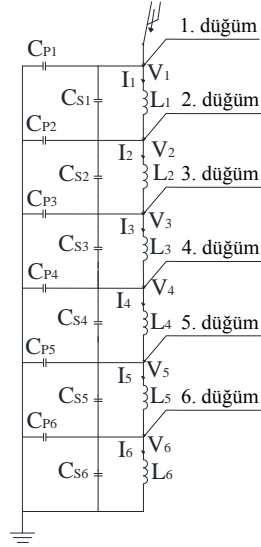 1. düğüm
CP1
I1
V1
CS1
L1
2. düğüm
CP2
I2
V2
CS2
L2
3. düğüm
CP3
I3
V3
CS3
L3
4. düğüm
CP4
I4
V4
CS4
L4
5. düğüm
CP5
I5
V5
CS5
L5
6. düğüm
CP6
I6
V6
CS6
L6